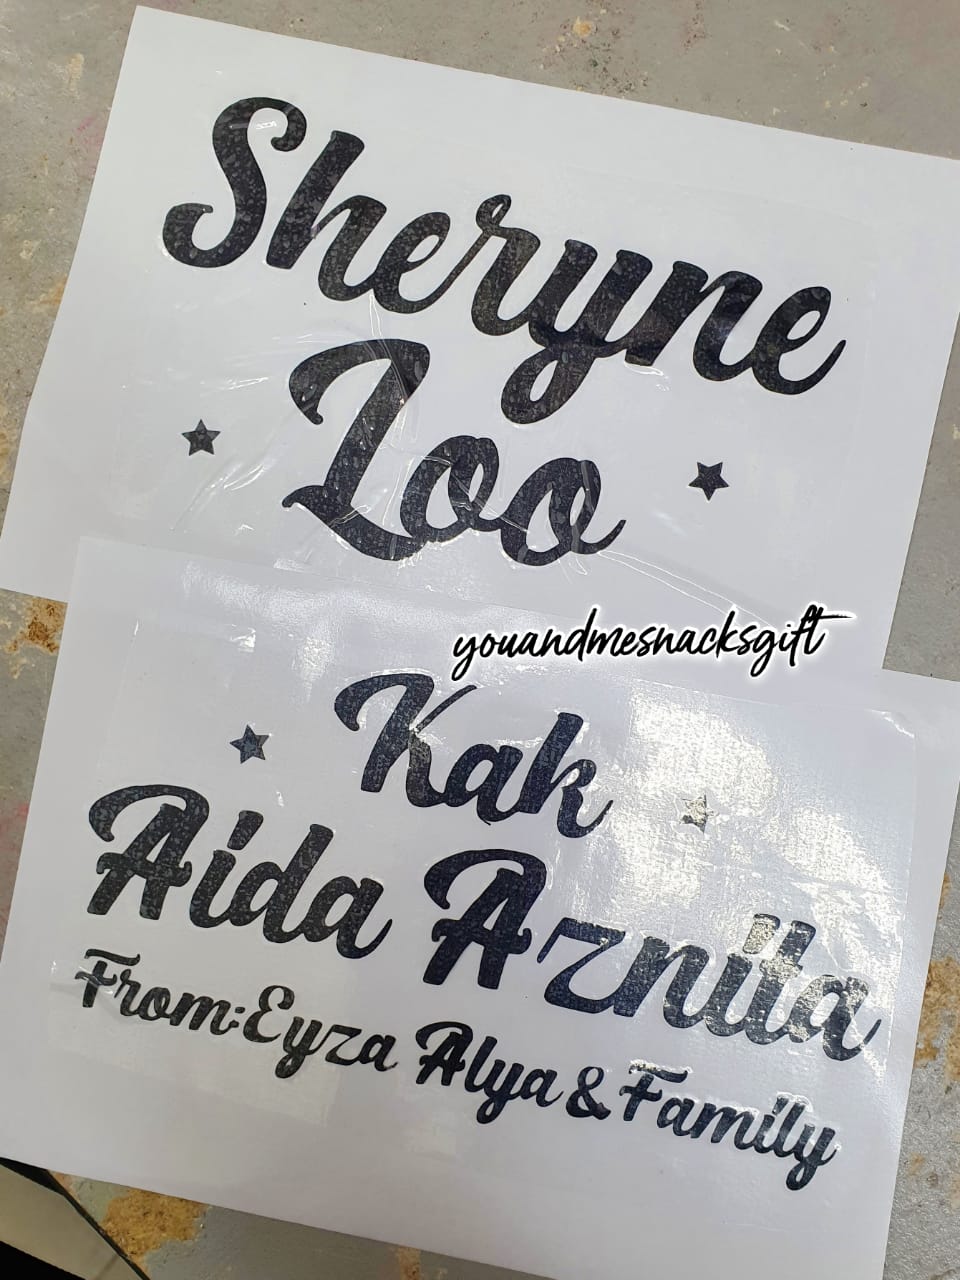 Sheryne
Loo
youandmesnacksgift
Kak
Aida Aznita
From:Eyza Alya & Family